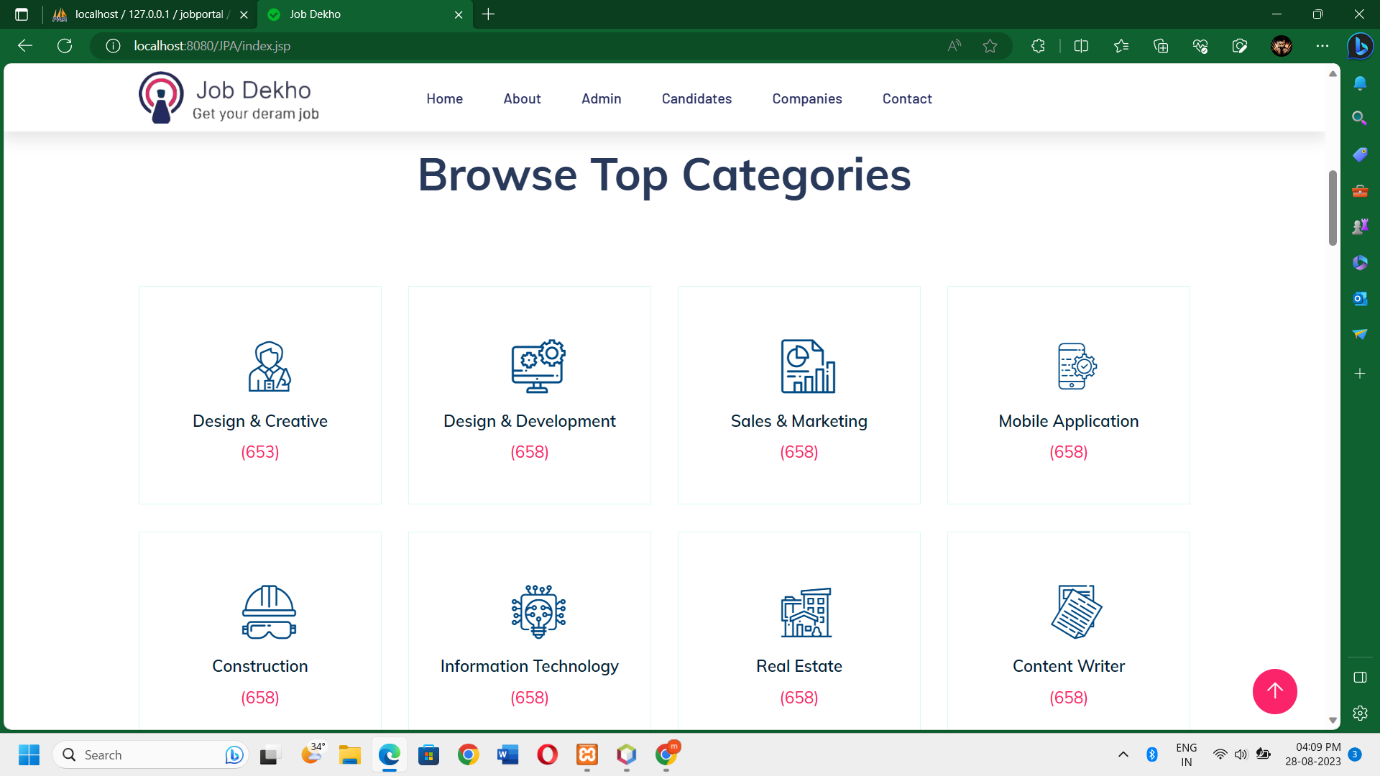 localhost / 127.0.0.1 / jobportal /
Job Dekho
localhost:8080/JPA/index.jsp
Job Dekho
Get your deram job
Home About Admin Candidates Companies Contact
Browse Top Categories
Design & Creative
(653)
Design & Development
(658)
Sales & Marketing
(658)
Mobile Application
(658)
Construction
(658)
Information Technology
(658)
Real Estate
(658)
Content Writer
(658)
Search
34°
m
ENG
IN
04:09 PM
28-08-2023
3